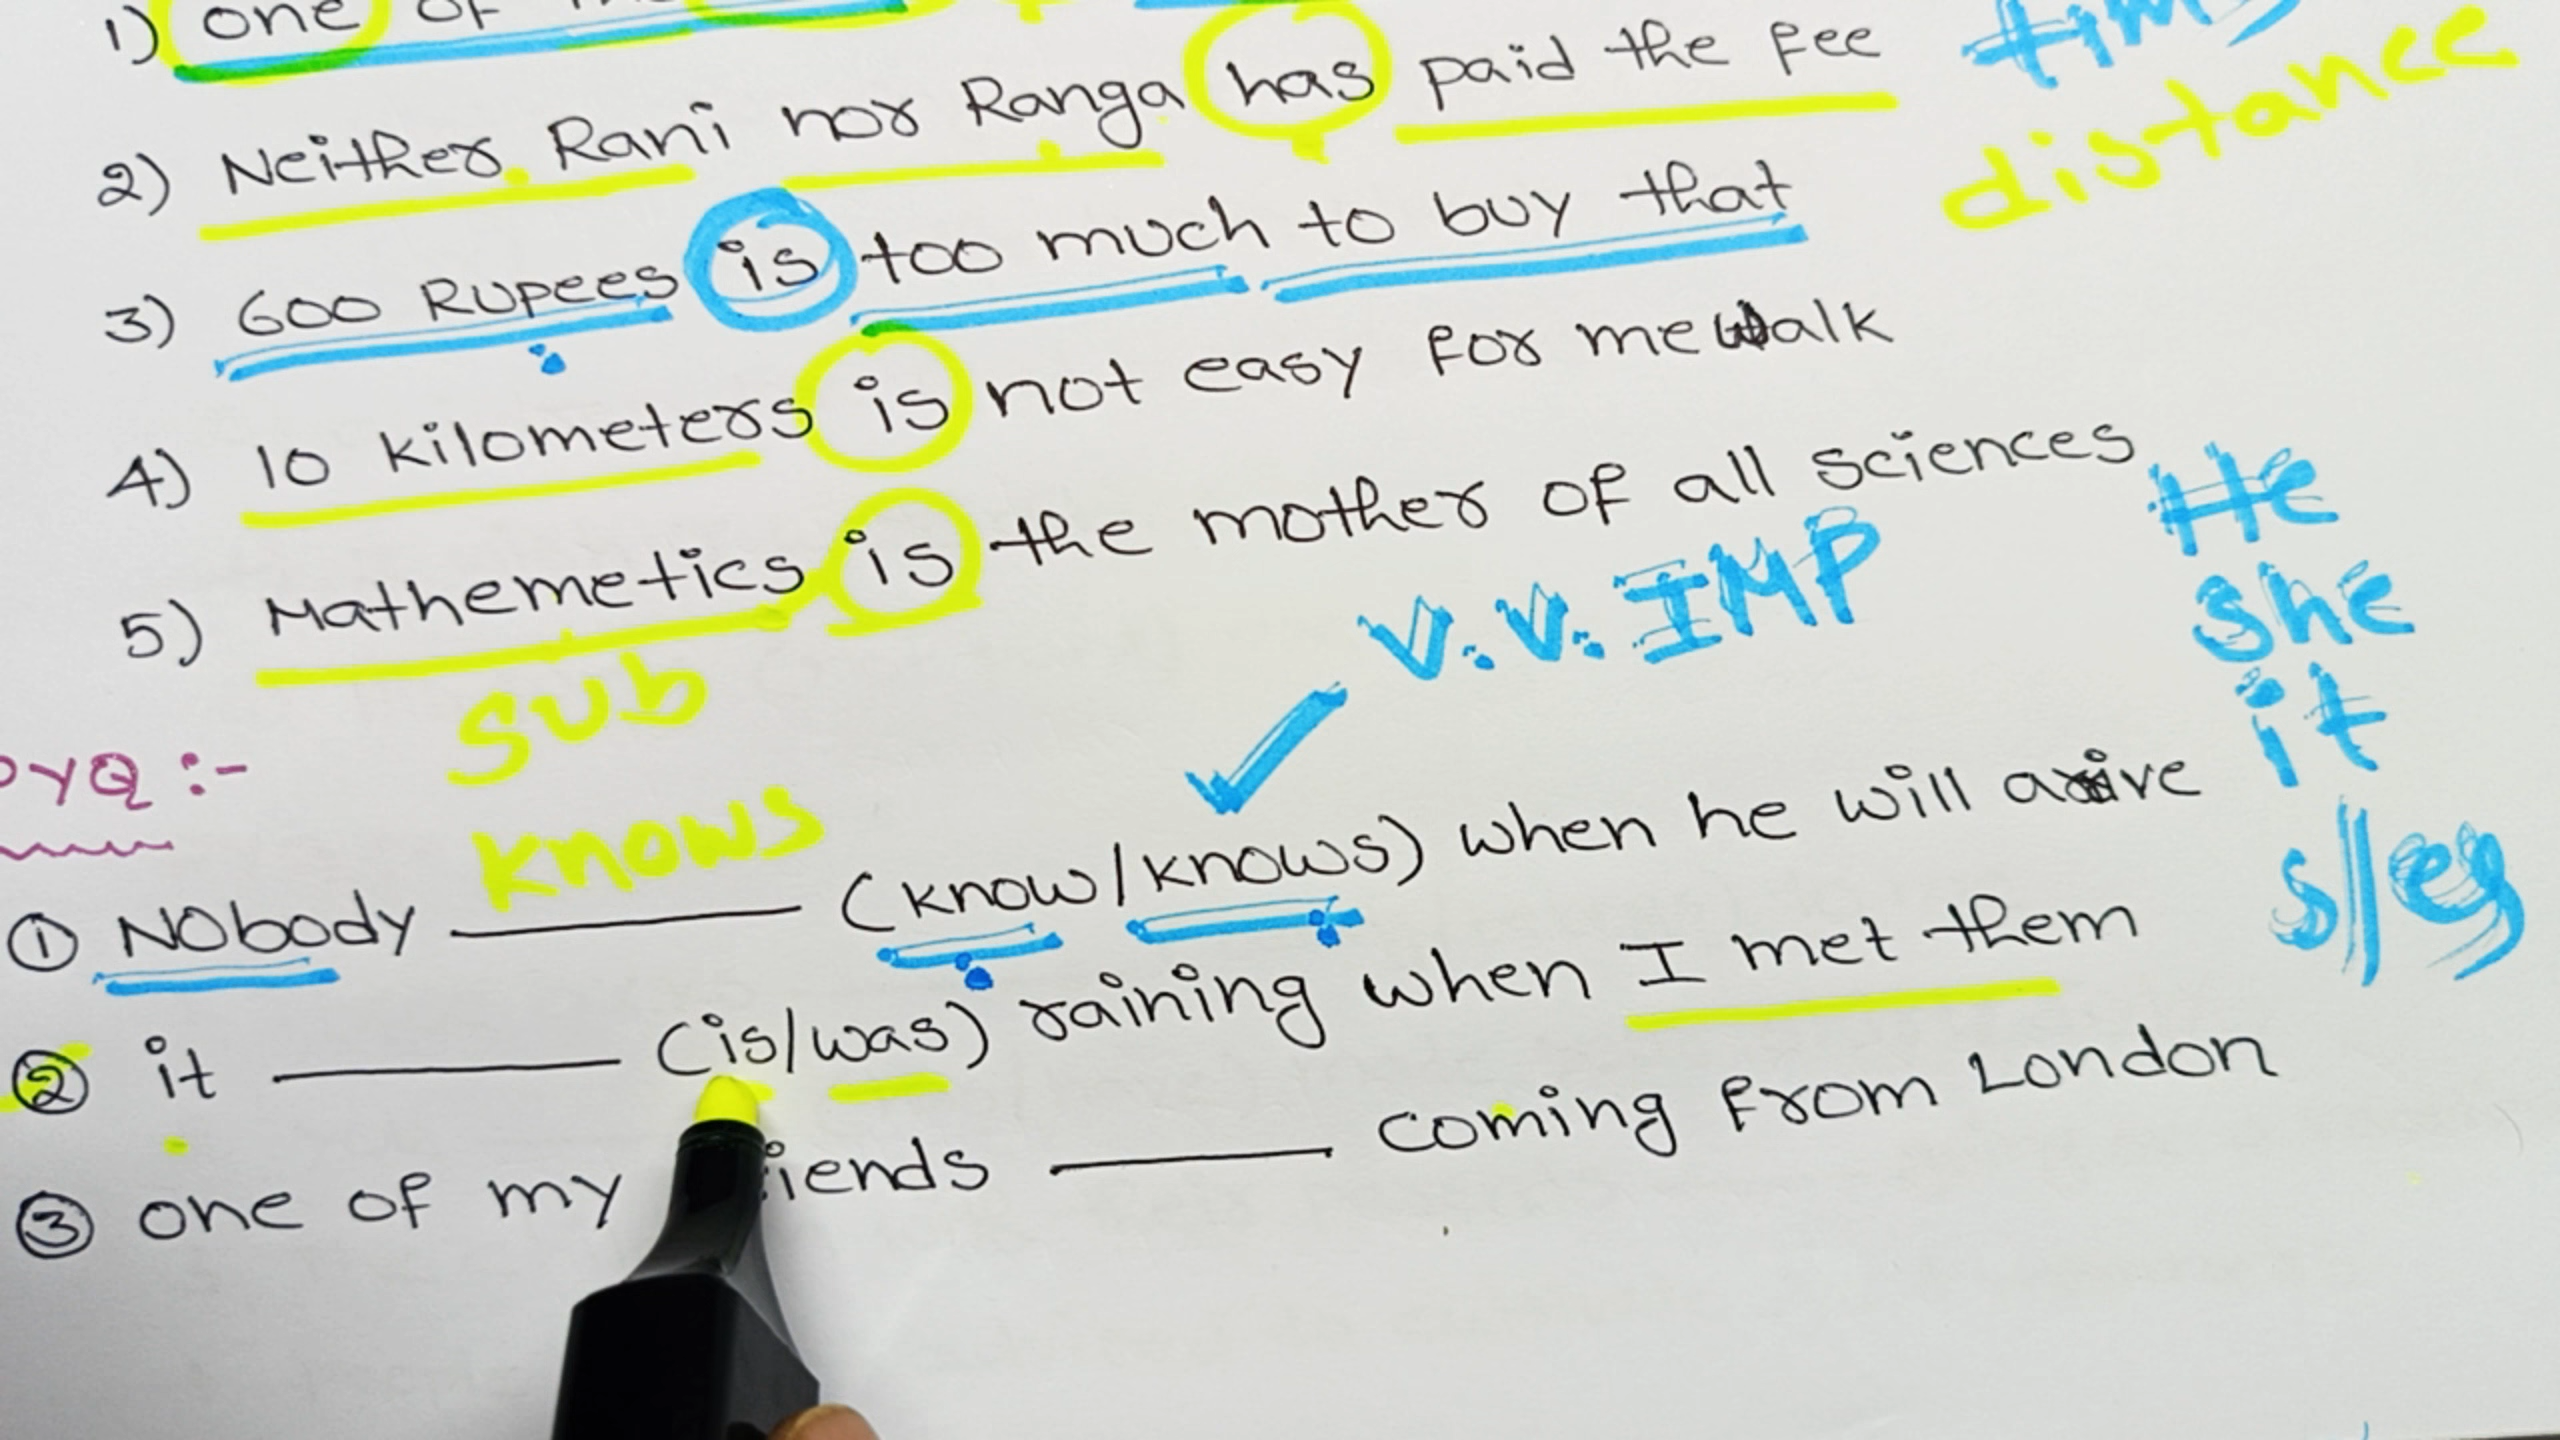 1) one of
2) Neither Rani nor Ranga has paid the fee
distance
3) 600 Rupees is too much to buy that
4) 10 kilometers is not easy for me walk
5) Mathemetics is the mother of all sciences
sub
V.V. IMP
He
she
it
s/es
PYQ :-
knows
① Nobody ______ (know/knows) when he will arive
② it ______ (is/was) raining when I met them
③ one of my iends ______ coming from London